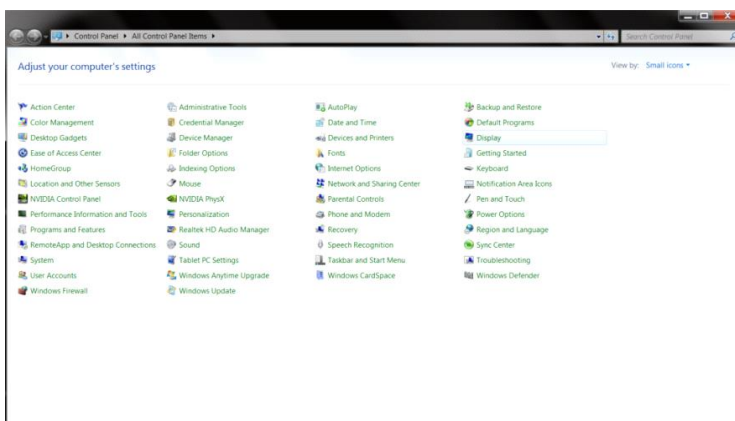 Control Panel All Control Panel Items Search Control Panel
Adjust your computer's settings View by: Small icons
Action Center Administrative Tools AutoPlay Backup and Restore
Color Management Credential Manager Date and Time Default Programs
Desktop Gadgets Device Manager Devices and Printers Display
Ease of Access Center Folder Options Fonts Getting Started
HomeGroup Indexing Options Internet Options Keyboard
Location and Other Sensors Mouse Network and Sharing Center Notification Area Icons
NVIDIA Control Panel NVIDIA PhysX Parental Controls Pen and Touch
Performance Information and Tools Personalization Phone and Modem Power Options
Programs and Features Realtek HD Audio Manager Recovery Region and Language
RemoteApp and Desktop Connections Sound Speech Recognition Sync Center
System Tablet PC Settings Taskbar and Start Menu Troubleshooting
User Accounts Windows Anytime Upgrade Windows CardSpace Windows Defender
Windows Firewall Windows Update